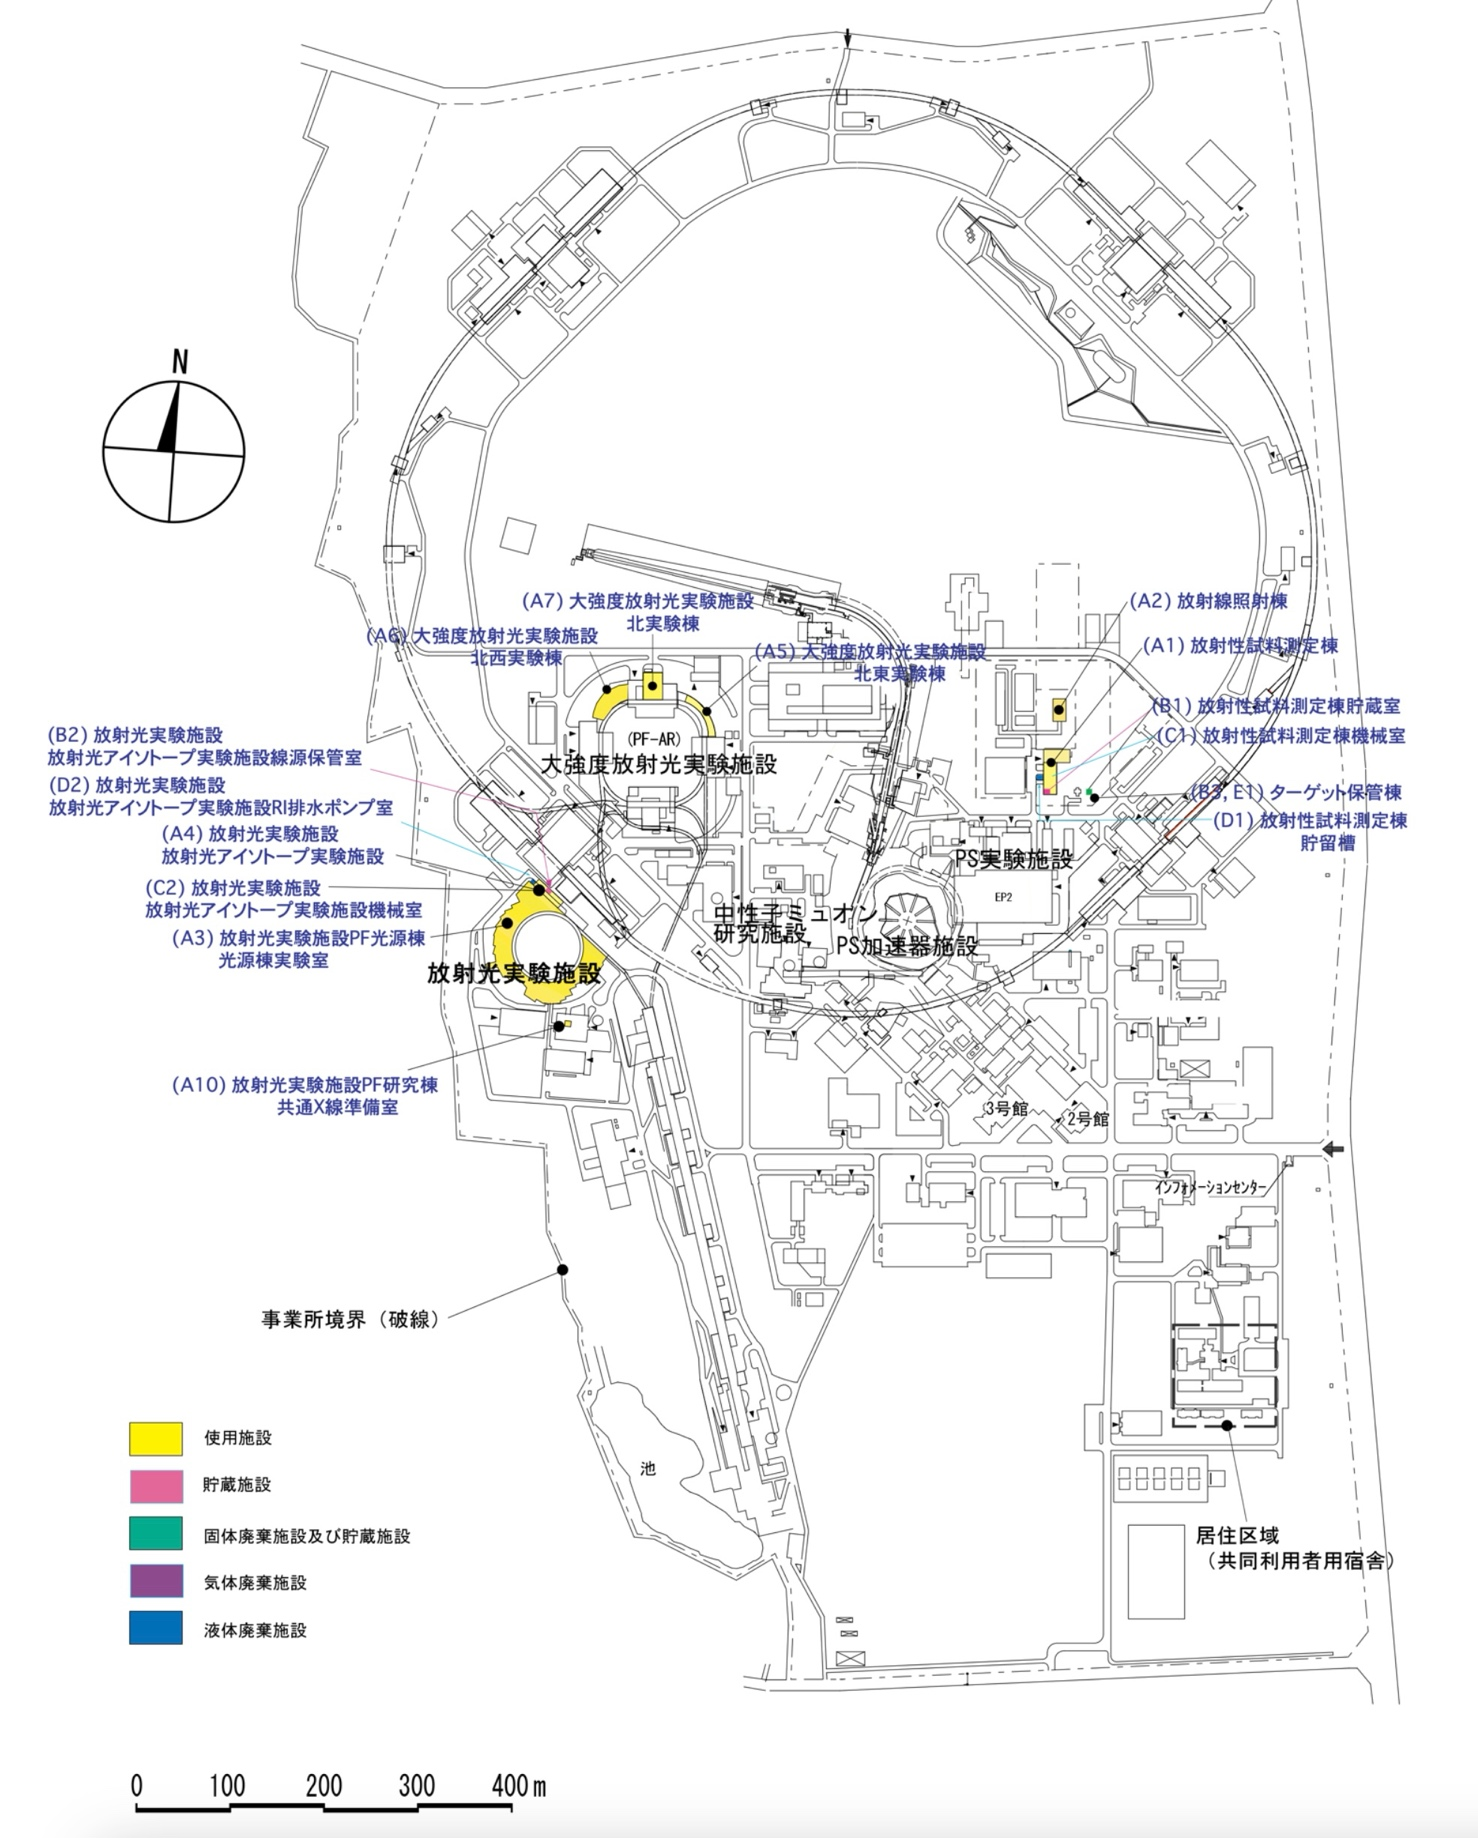 N
(A7) 大強度放射光実験施設
北実験棟
(A6) 大強度放射光実験施設
北西実験棟
(A5) 大強度放射光実験施設
北東実験棟
(A2) 放射線照射棟
(A1) 放射性試料測定棟
(B1) 放射性試料測定棟貯蔵室
(C1) 放射性試料測定棟機械室
(B3, E1) ターゲット保管棟
(D1) 放射性試料測定棟
貯留槽
(B2) 放射光実験施設
放射光アイソトープ実験施設線源保管室
(D2) 放射光実験施設
放射光アイソトープ実験施設RI排水ポンプ室
(A4) 放射光実験施設
放射光アイソトープ実験施設
(C2) 放射光実験施設
放射光アイソトープ実験施設機械室
(A3) 放射光実験施設PF光源棟
光源棟実験室
(PF-AR)
大強度放射光実験施設
PS実験施設
EP2
中性子ミュオン
研究施設
PS加速器施設
放射光実験施設
(A10) 放射光実験施設PF研究棟
共通X線準備室
3号館
2号館
インフォメーションセンター
事業所境界（破線）
池
居住区域
（共同利用者用宿舎）
使用施設
貯蔵施設
固体廃棄施設及び貯蔵施設
気体廃棄施設
液体廃棄施設
0 100 200 300 400m